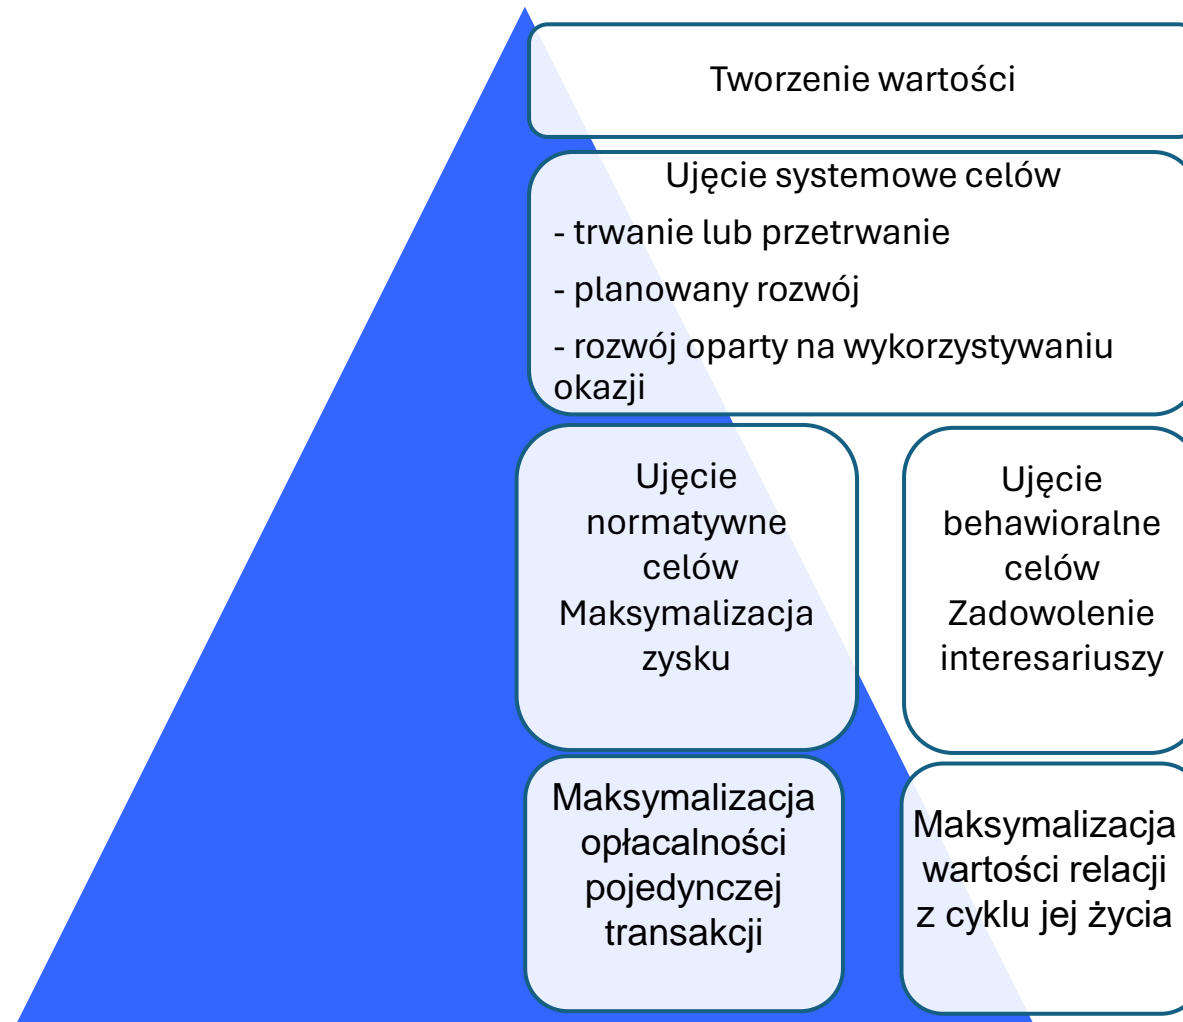 Tworzenie wartości
Ujęcie systemowe celów
- trwanie lub przetrwanie
- planowany rozwój
- rozwój oparty na wykorzystywaniu
okazji
Ujęcie
normatywne
celów
Maksymalizacja
zysku
Ujęcie
behawioralne
celów
Zadowolenie
interesariuszy
Maksymalizacja
opłacalności
pojedynczej
transakcji
Maksymalizacja
wartości relacji
z cyklu jej życia